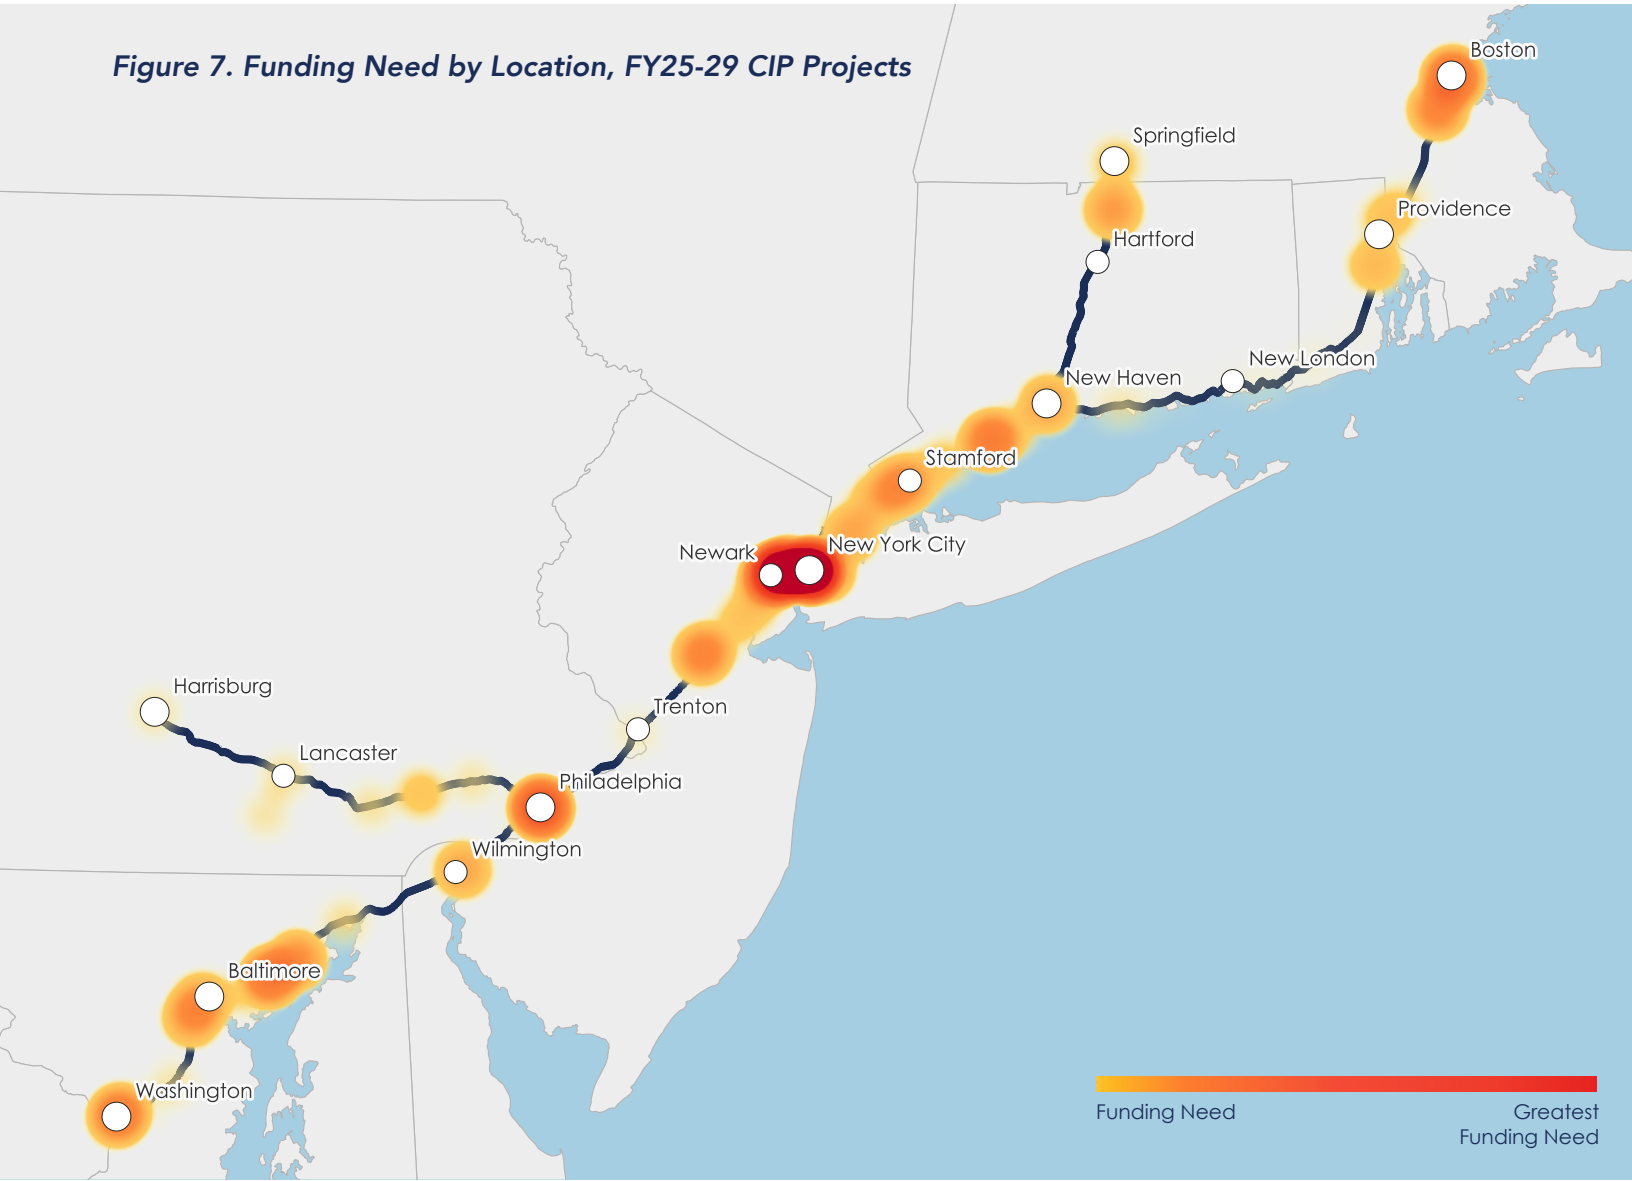 Figure 7. Funding Need by Location, FY25-29 CIP Projects
Boston
Springfield
Providence
Hartford
New London
New Haven
Stamford
New York City
Newark
Harrisburg
Trenton
Lancaster
Philadelphia
Wilmington
Baltimore
Washington
Funding Need
Greatest
Funding Need